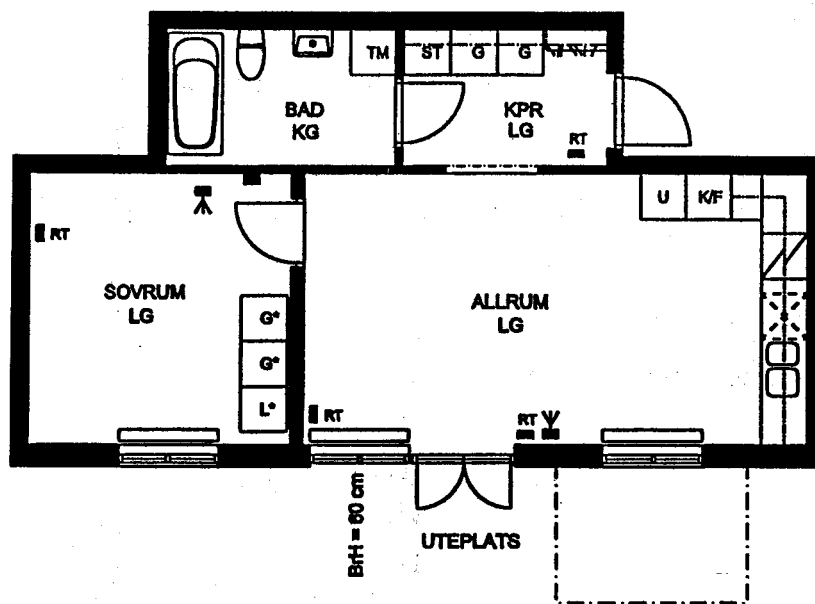 TM
ST
G
G
BAD
KG
KPR
LG
RT
RT
U
K/F
SOVRUM
LG
ALLRUM
LG
G*
G*
L*
RT
RT
BrH = 60 cm
UTEPLATS